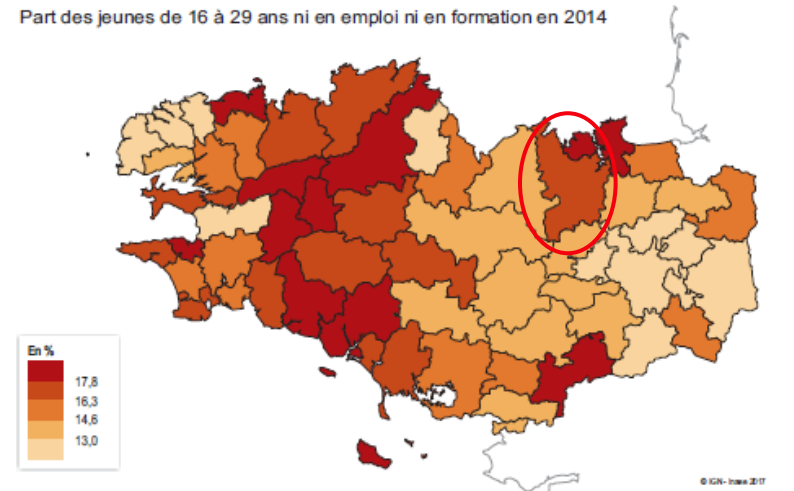 Part des jeunes de 16 à 29 ans ni en emploi ni en formation en 2014
En %
17,8
16,3
14,6
13,0
© IGN - Insee 2017